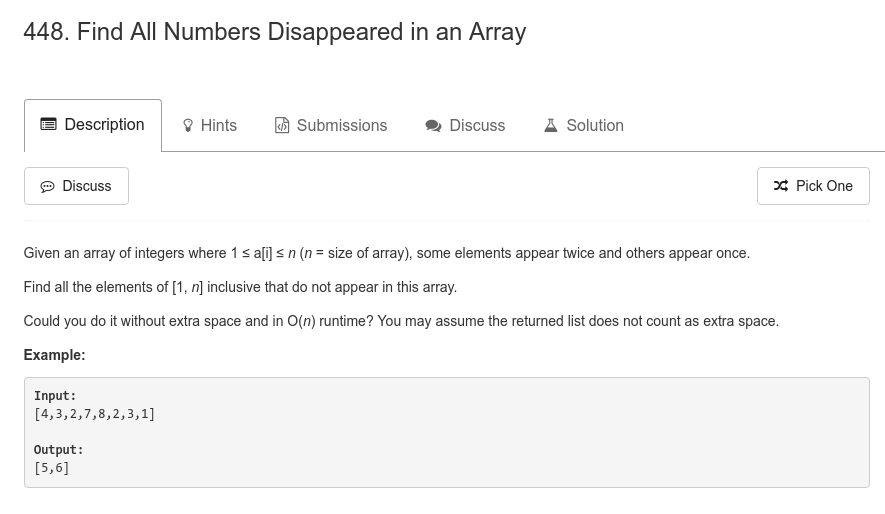 448. Find All Numbers Disappeared in an Array
Description Hints Submissions Discuss Solution
Discuss Pick One
Given an array of integers where 1 ≤ a[i] ≤ n (n = size of array), some elements appear twice and others appear once.
Find all the elements of [1, n] inclusive that do not appear in this array.
Could you do it without extra space and in O(n) runtime? You may assume the returned list does not count as extra space.
Example:
Input:
[4,3,2,7,8,2,3,1]
Output:
[5,6]